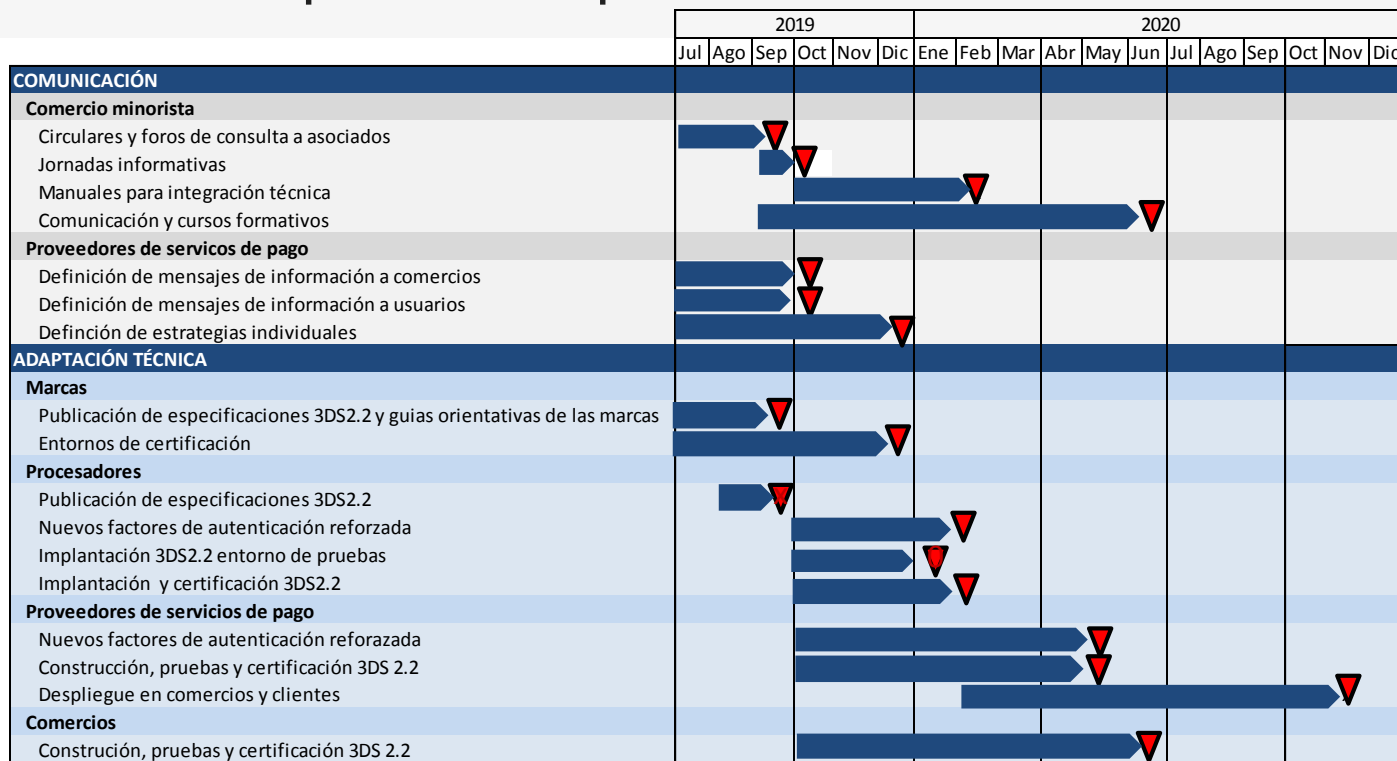 2019 2020
Jul Ago Sep Oct Nov Dic Ene Feb Mar Abr May Jun Jul Ago Sep Oct Nov Dic
COMUNICACIÓN
Comercio minorista
Circulares y foros de consulta a asociados
Jornadas informativas
Manuales para integración técnica
Comunicación y cursos formativos
Proveedores de servicos de pago
Definición de mensajes de información a comercios
Definición de mensajes de información a usuarios
Definción de estrategias individuales
ADAPTACIÓN TÉCNICA
Marcas
Publicación de especificaciones 3DS2.2 y guias orientativas de las marcas
Entornos de certificación
Procesadores
Publicación de especificaciones 3DS2.2
Nuevos factores de autenticación reforzada
Implantación 3DS2.2 entorno de pruebas
Implantación y certificación 3DS2.2
Proveedores de servicios de pago
Nuevos factores de autenticación reforazada
Construcción, pruebas y certificación 3DS 2.2
Despliegue en comercios y clientes
Comercios
Construción, pruebas y certificación 3DS 2.2